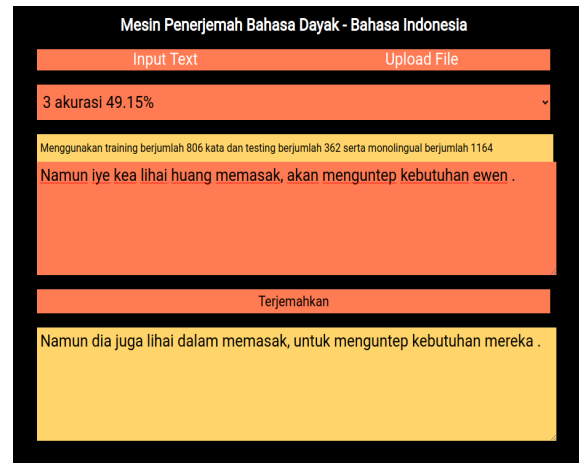 Mesin Penerjemah Bahasa Dayak - Bahasa Indonesia
Input Text Upload File
3 akurasi 49.15%
Menggunakan training berjumlah 806 kata dan testing berjumlah 362 serta monolingual berjumlah 1164
Namun iye kea lihai huang memasak, akan menguntep kebutuhan ewen .
Terjemahkan
Namun dia juga lihai dalam memasak, untuk menguntep kebutuhan mereka .